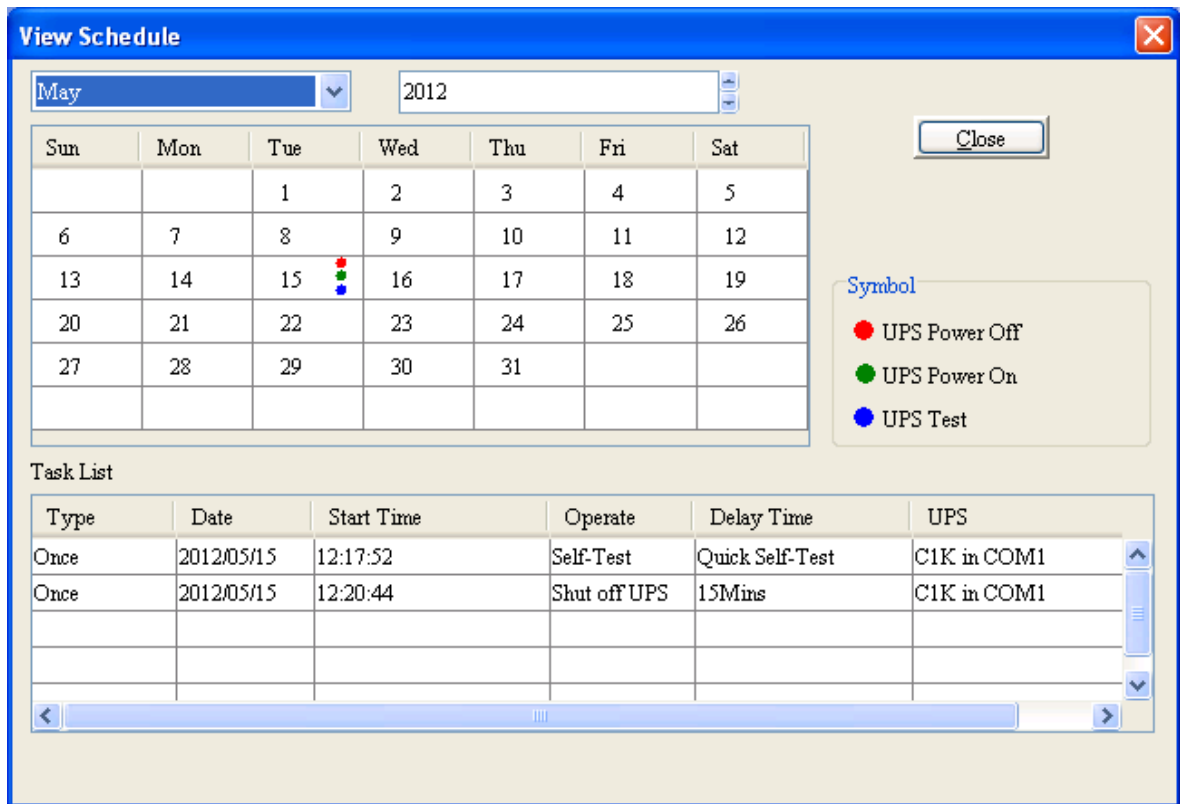 View Schedule
May 2012
Close
Sun Mon Tue Wed Thu Fri Sat
1 2 3 4 5
6 7 8 9 10 11 12
13 14 15 16 17 18 19
20 21 22 23 24 25 26
27 28 29 30 31
Symbol
UPS Power Off
UPS Power On
UPS Test
Task List
Type Date Start Time Operate Delay Time UPS
Once 2012/05/15 12:17:52 Self-Test Quick Self-Test C1K in COM1
Once 2012/05/15 12:20:44 Shut off UPS 15Mins C1K in COM1